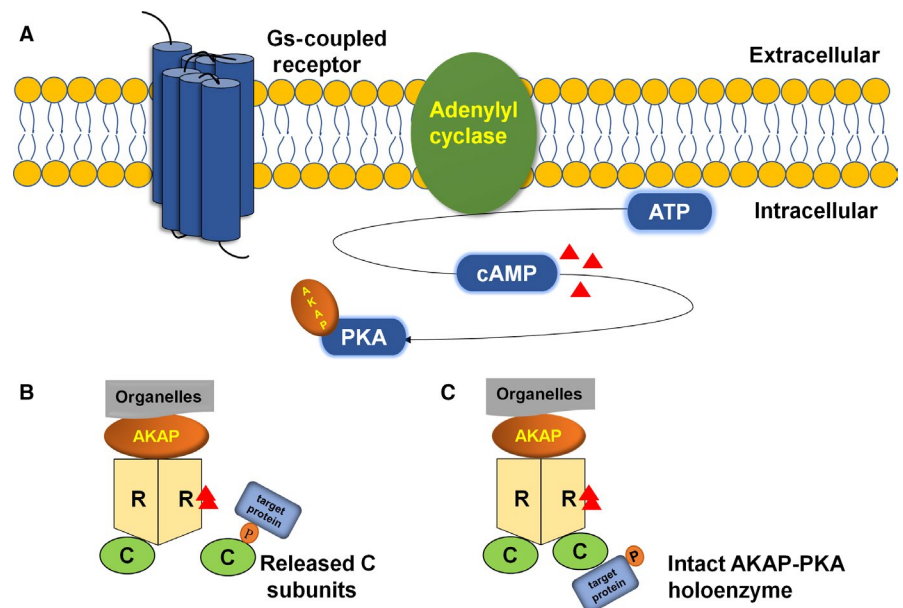 A
Gs-coupled
receptor
Extracellular
Adenylyl
cyclase
ATP
Intracellular
cAMP
AKAP
PKA
B
Organelles
AKAP
R R
target
protein
P
C C
Released C
subunits
C
Organelles
AKAP
R R
C C
P
target
protein
Intact AKAP-PKA
holoenzyme